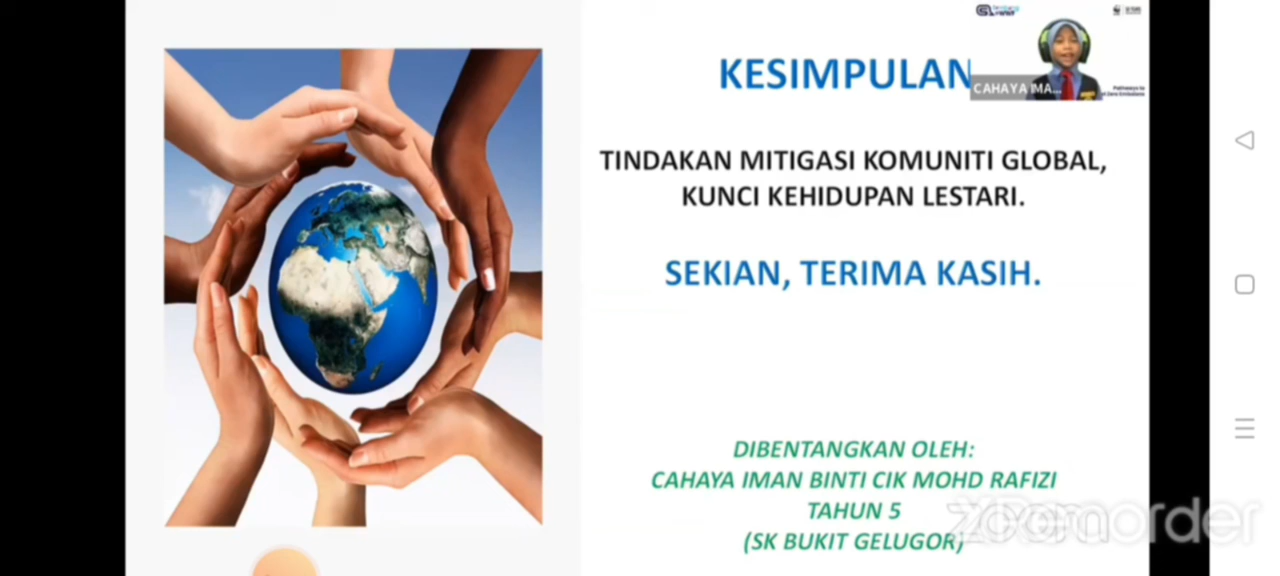 KESIMPULAN
CAHAYA IMA...
TINDAKAN MITIGASI KOMUNITI GLOBAL,
KUNCI KEHIDUPAN LESTARI.
SEKIAN, TERIMA KASIH.
DIBENTANGKAN OLEH:
CAHAYA IMAN BINTI CIK MOHD RAFIZI
TAHUN 5
(SK BUKIT GELUGOR)